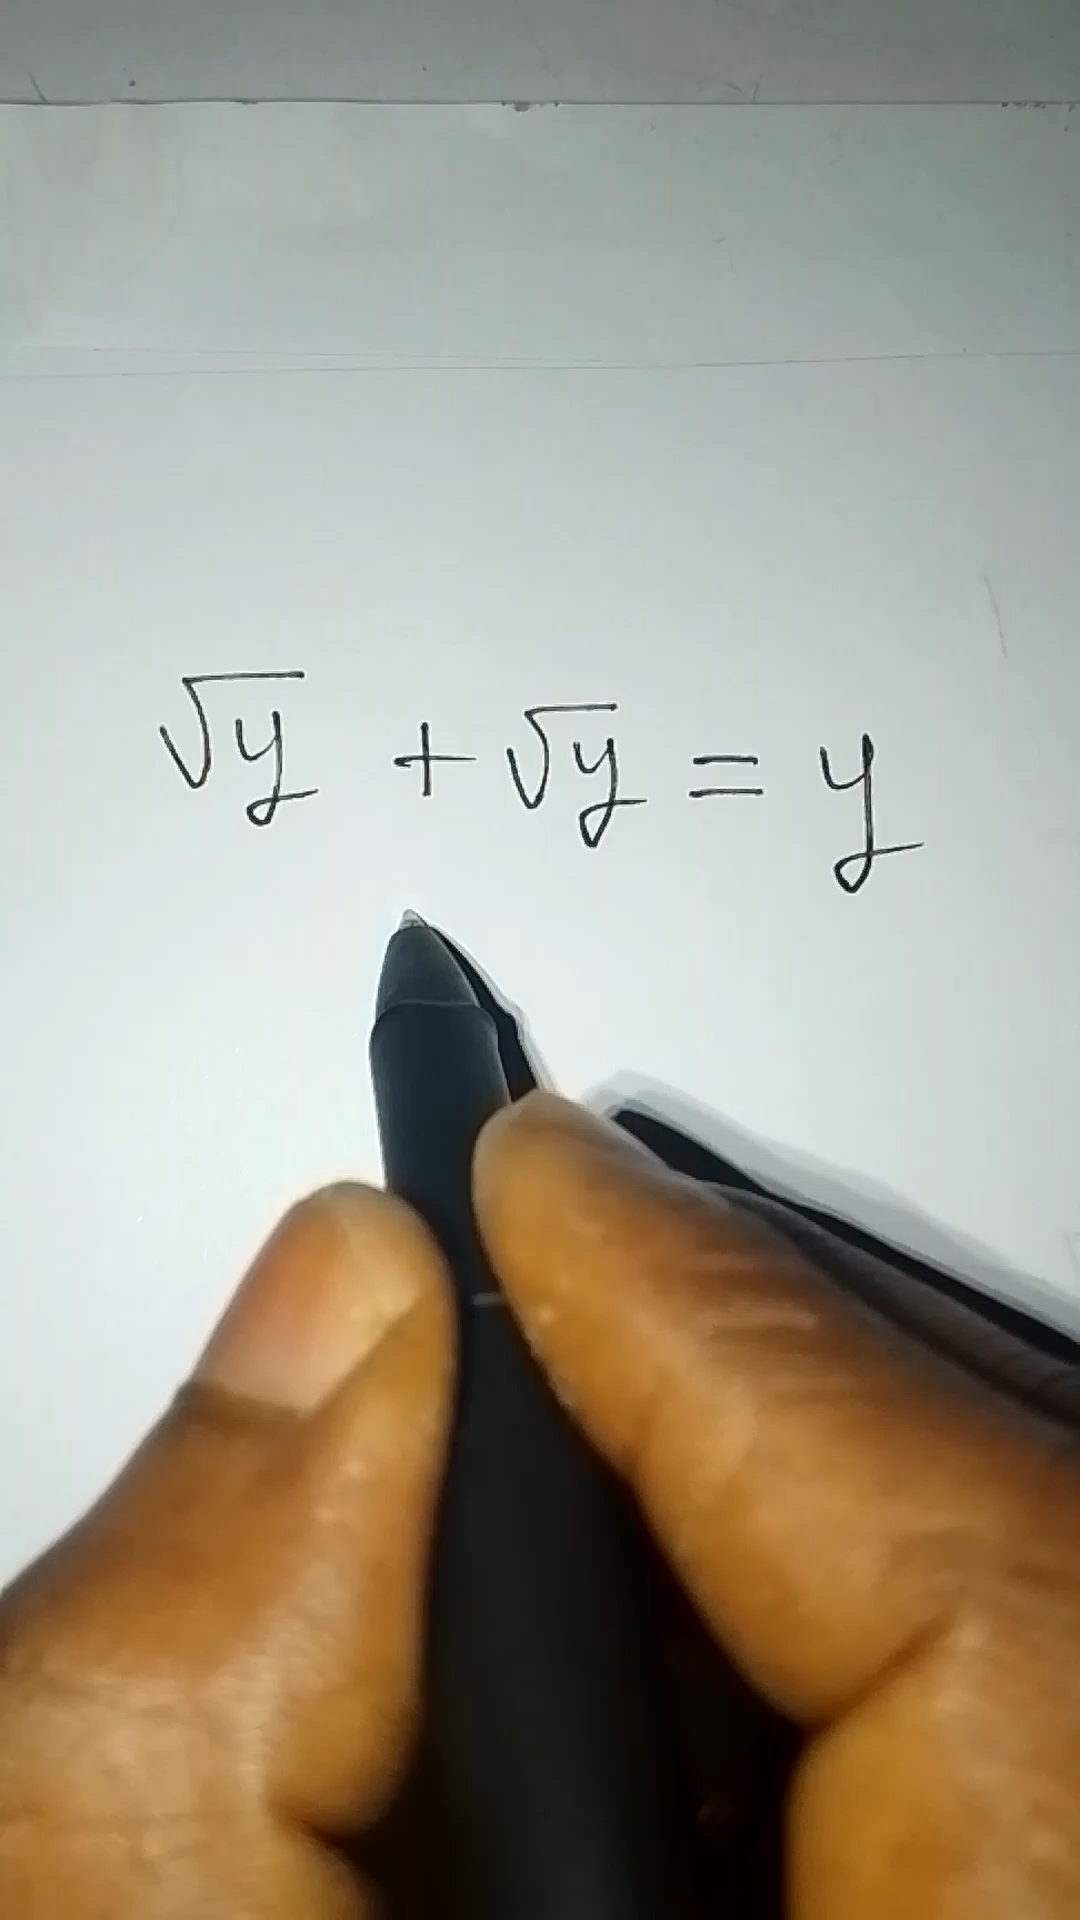 √y + √y = y